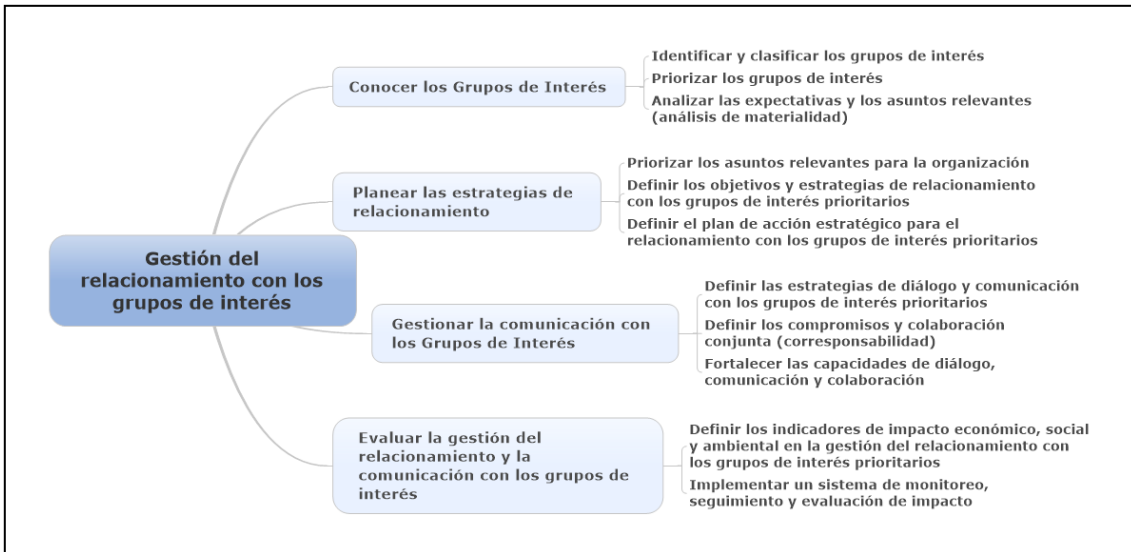 Gestión del
relacionamiento con los
grupos de interés
Conocer los Grupos de Interés
Identificar y clasificar los grupos de interés
Priorizar los grupos de interés
Analizar las expectativas y los asuntos relevantes
(análisis de materialidad)
Planear las estrategias de
relacionamiento
Priorizar los asuntos relevantes para la organización
Definir los objetivos y estrategias de relacionamiento
con los grupos de interés prioritarios
Definir el plan de acción estratégico para el
relacionamiento con los grupos de interés prioritarios
Gestionar la comunicación con
los Grupos de Interés
Definir las estrategias de diálogo y comunicación
con los grupos de interés prioritarios
Definir los compromisos y colaboración
conjunta (corresponsabilidad)
Fortalecer las capacidades de diálogo,
comunicación y colaboración
Evaluar la gestión del
relacionamiento y la
comunicación con los grupos de
interés
Definir los indicadores de impacto económico, social
y ambiental en la gestión del relacionamiento con
los grupos de interés prioritarios
Implementar un sistema de monitoreo,
seguimiento y evaluación de impacto